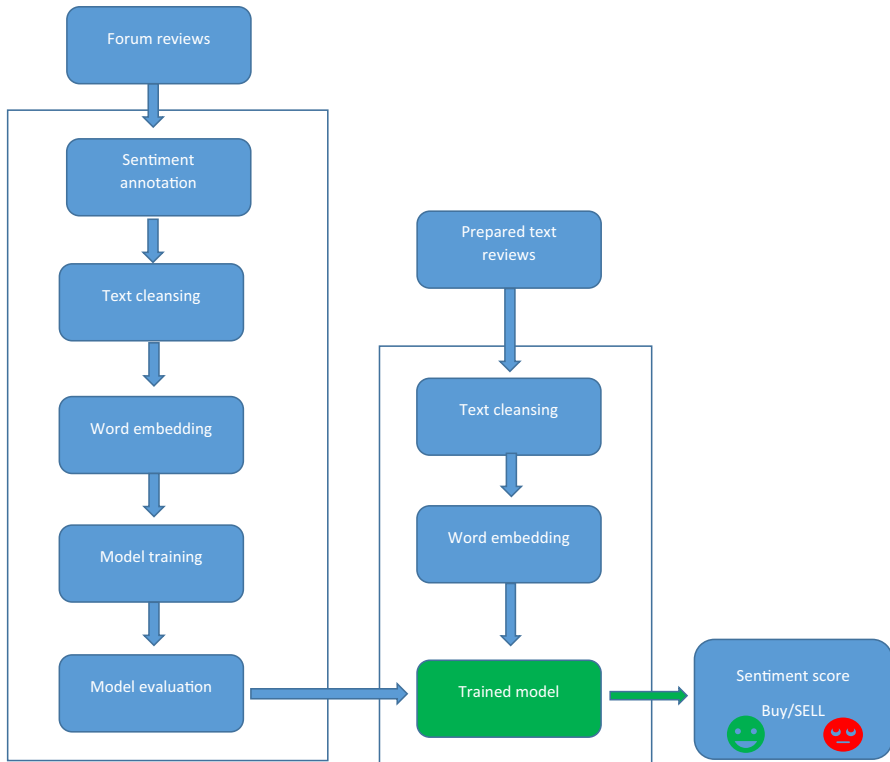 Forum reviews
Sentiment
annotation
Text cleansing
Word embedding
Model training
Model evaluation
Prepared text
reviews
Text cleansing
Word embedding
Trained model
Sentiment score
Buy/SELL